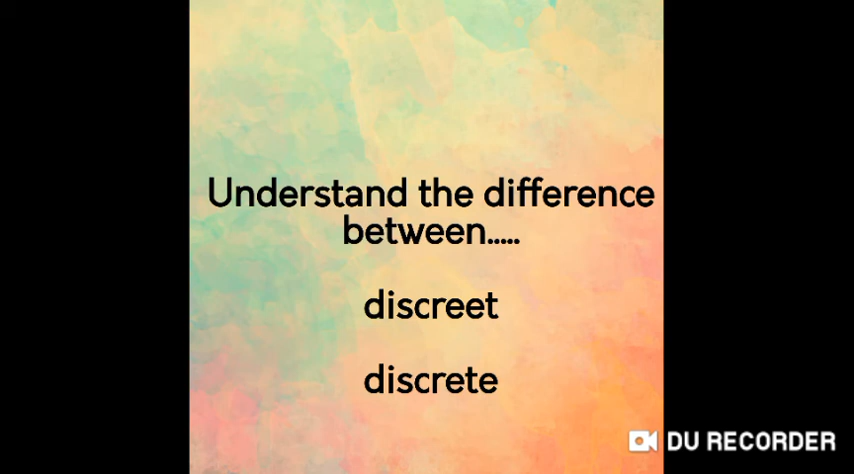 Understand the difference
between.....
discreet
discrete
DU RECORDER